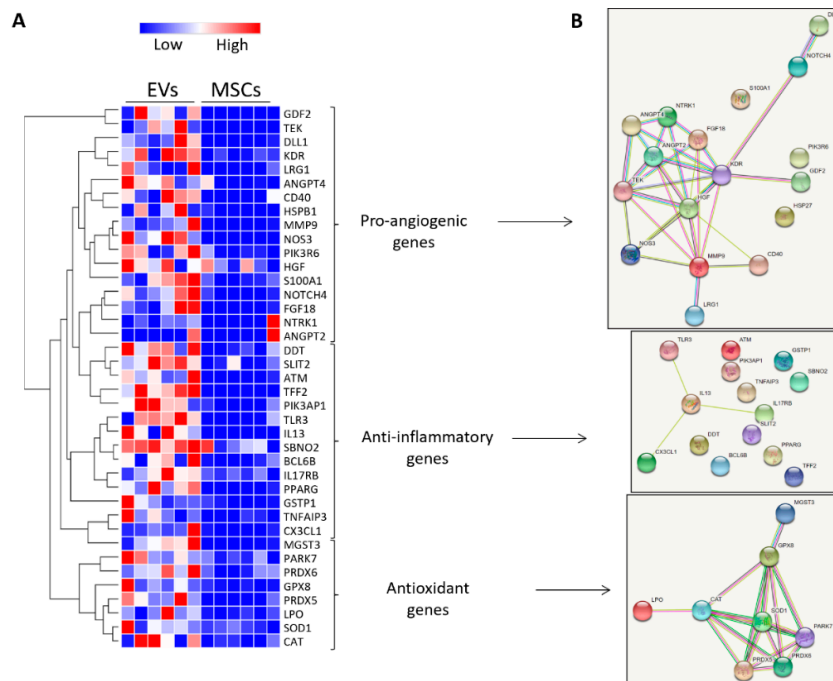 A
B
Low High
EVs MSCs
GDF2
TEK
DLL1
KDR
LRG1
ANGPT4
CD40
HSPB1
MMP9
NOS3
PIK3R6
HGF
S100A1
NOTCH4
FGF18
NTRK1
ANGPT2
DDT
SLIT2
ATM
TFF2
PIK3AP1
TLR3
IL13
SBNO2
BCL6B
IL17RB
PPARG
GSTP1
TNFAIP3
CX3CL1
MGST3
PARK7
PRDX6
GPX8
PRDX5
LPO
SOD1
CAT
Pro-angiogenic
genes
Anti-inflammatory
genes
Antioxidant
genes
NOTCH4
S100A1
NTRK1
ANGPT4
FGF18
ANGPT2
KDR
PIK3R6
TEK
GDF2
HGF
HSP27
NOS3
CD40
MMP9
LRG1
TLR3
ATM
GSTP1
PIK3AP1
SBNO2
TNFAIP3
IL13
IL17RB
SLIT2
DDT
PPARG
CX3CL1
BCL6B
TFF2
MGST3
GPX8
LPO
CAT
SOD1
PARK7
PRDX5
PRDX6